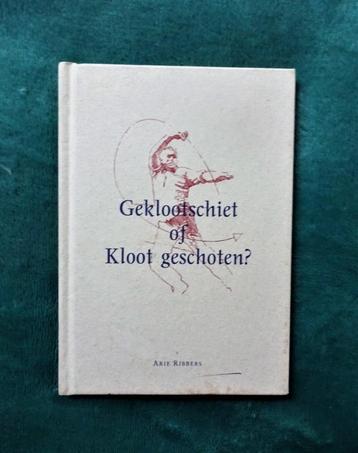 Geklootschiet
of
Kloot geschoten?
Arie Ribbers